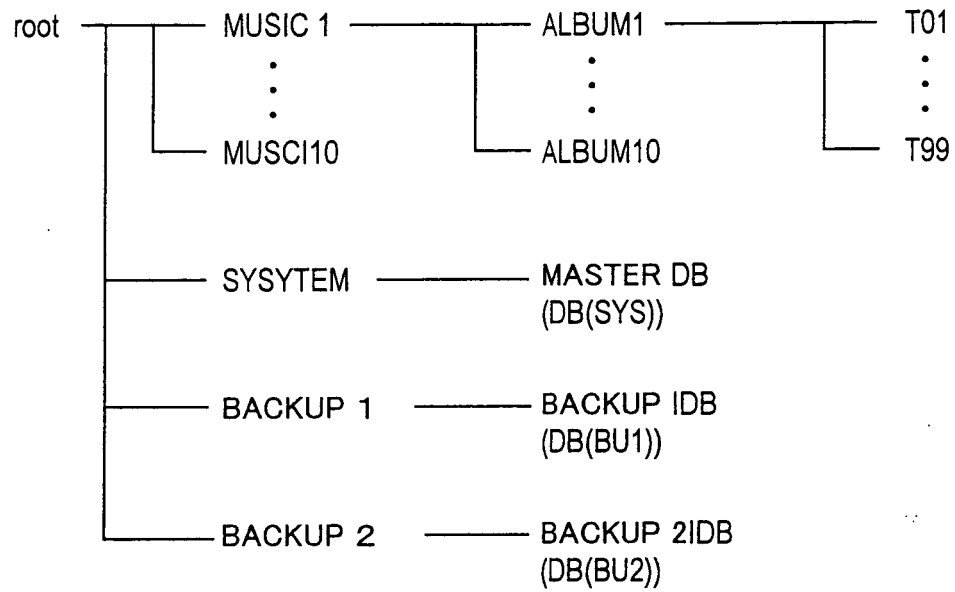 root MUSIC 1 ALBUM1 T01
MUSCI10 ALBUM10 T99
SYSYTEM MASTER DB
(DB(SYS))
BACKUP 1 BACKUP IDB
(DB(BU1))
BACKUP 2 BACKUP 2IDB
(DB(BU2))